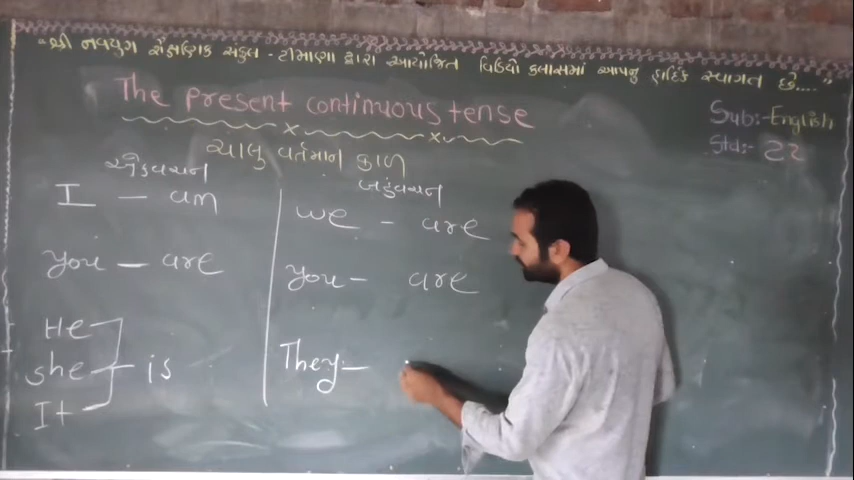 "શ્રી નવયુગ શૈક્ષણિક સંકુલ - ટીમાણા દ્વારા આયોજિત વિડિયો કલાસમાં આપનુ હાર્દિક સ્વાગત છે.... "
The present continuous tense
Sub:- English
Std:-
ચાલુ વર્તમાન કાળ
એકવચન
બહુવચન
I — am
we - are
you — are
you - are
He
she
It
is
They —